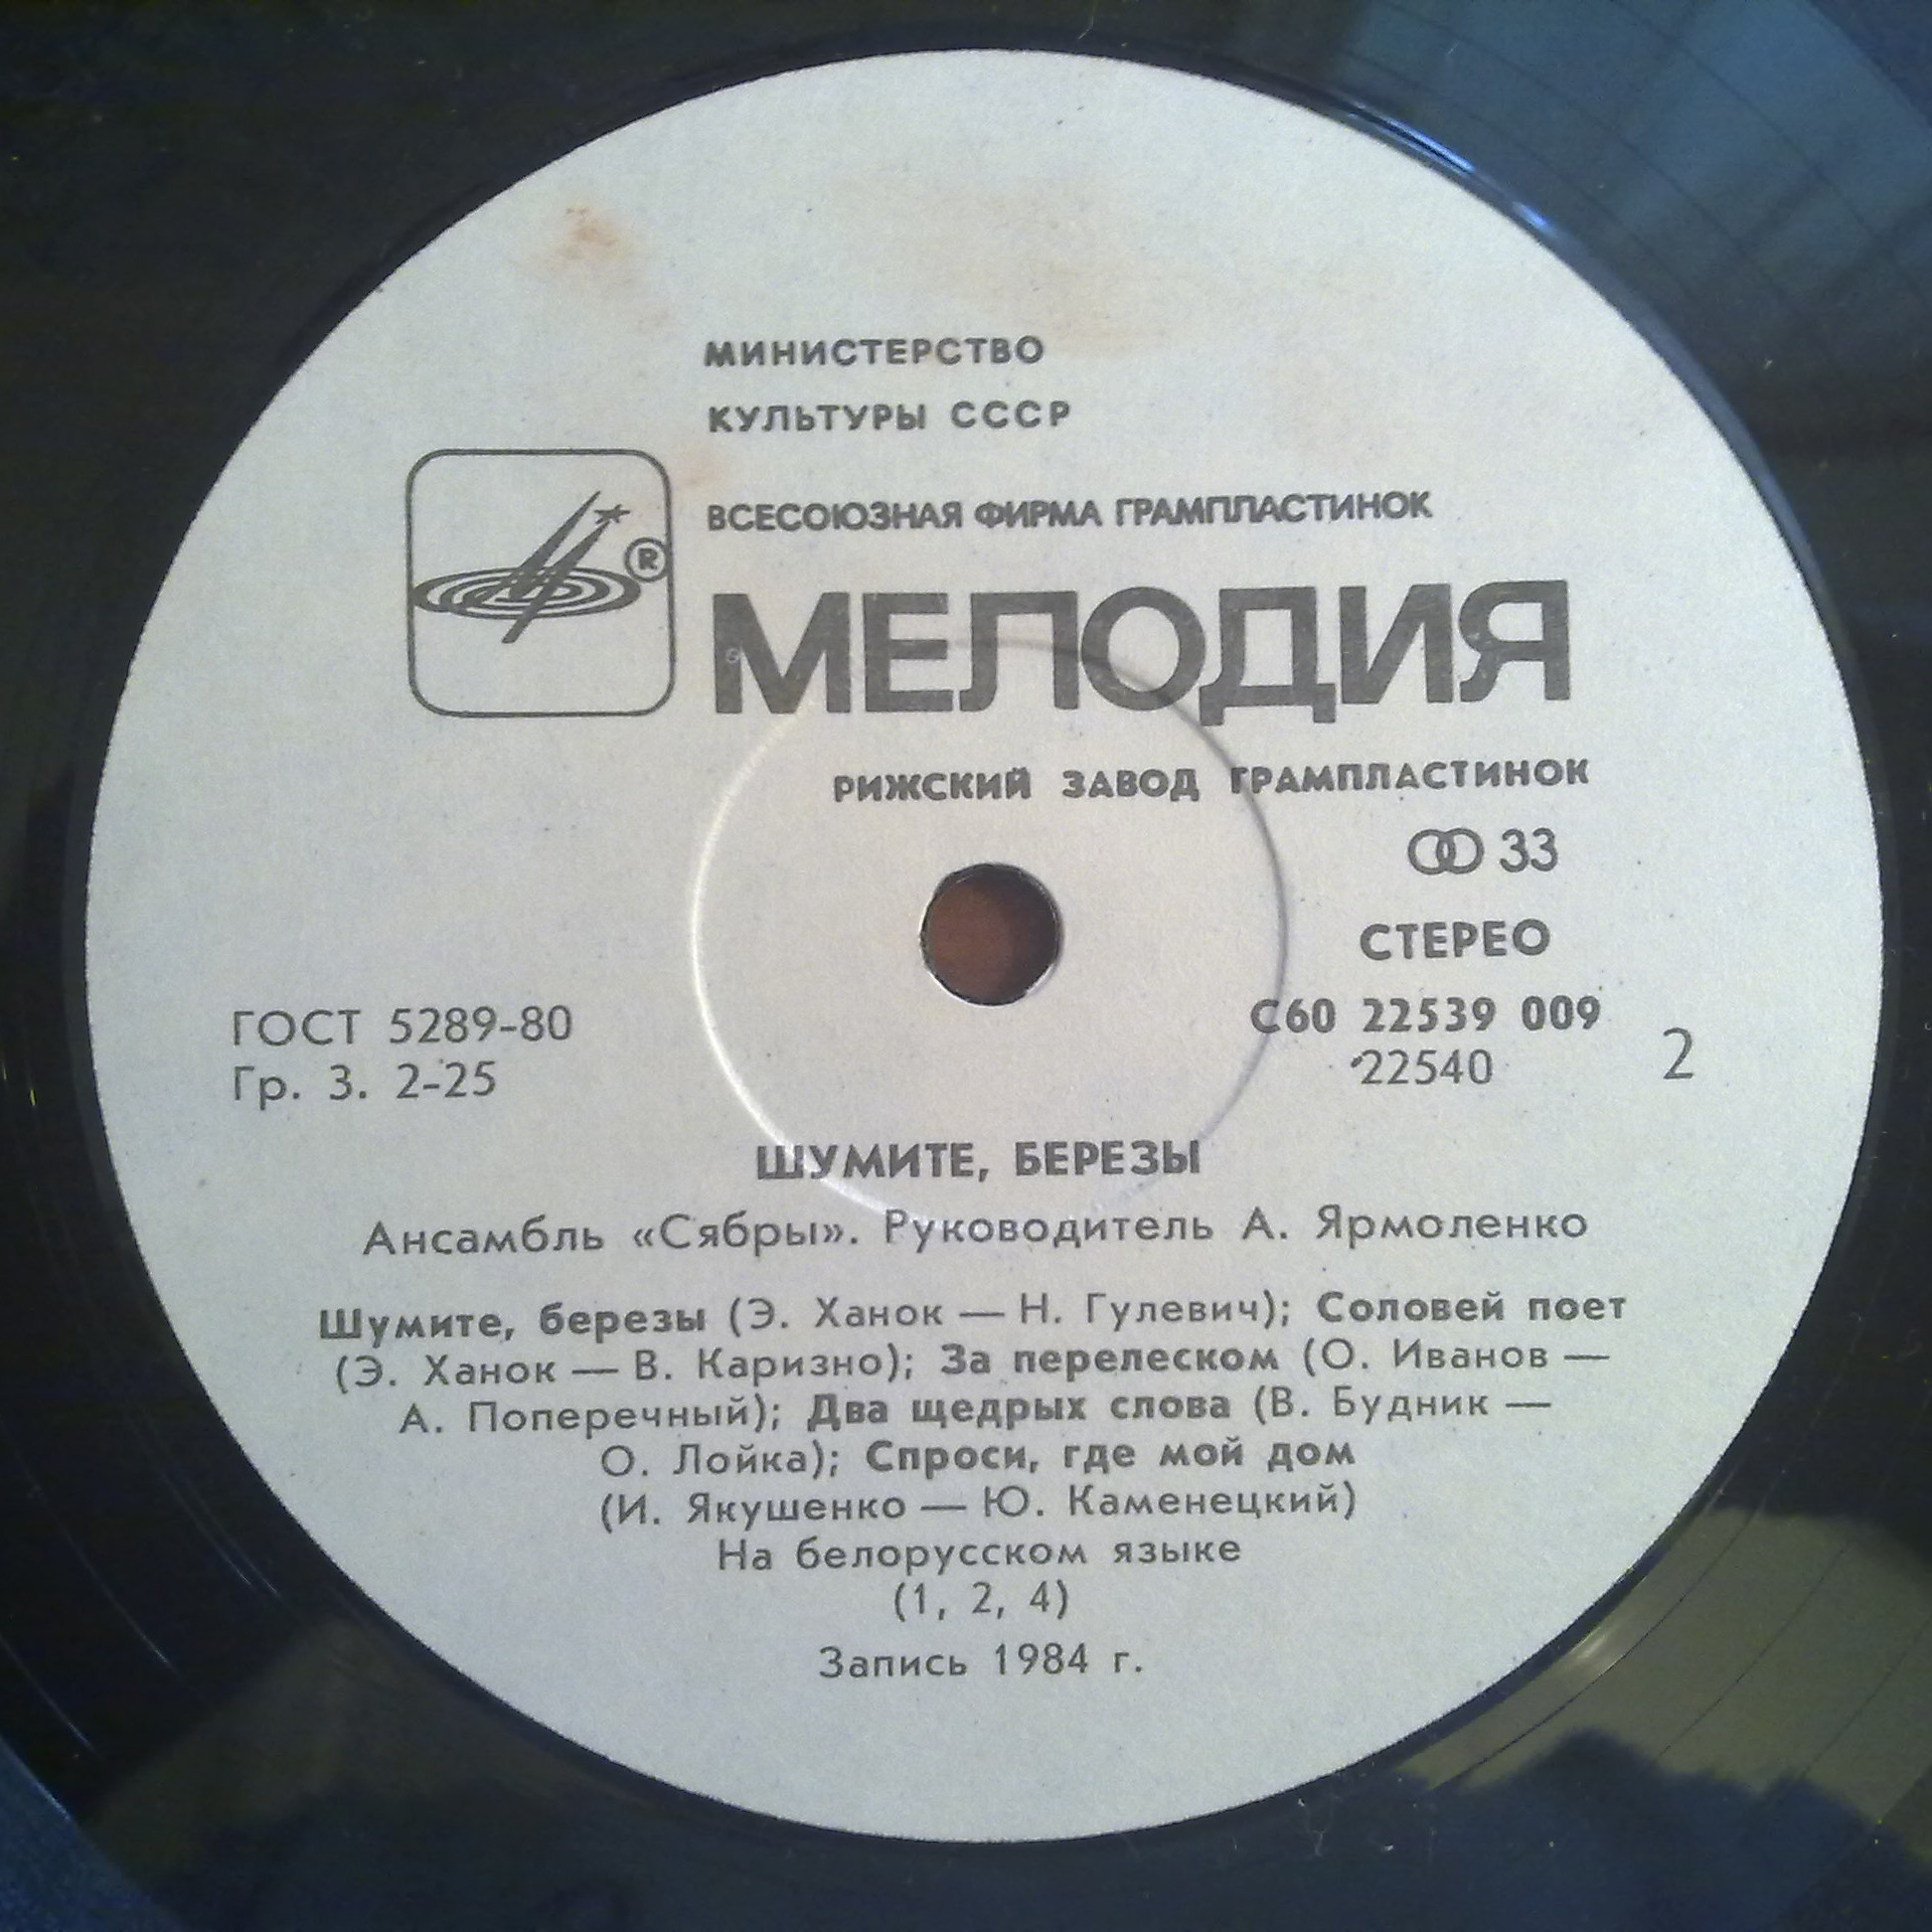 МИНИСТЕРСТВО
КУЛЬТУРЫ СССР
ВСЕСОЮЗНАЯ ФИРМА ГРАМПЛАСТИНОК
®
МЕЛОДИЯ
РИЖСКИЙ ЗАВОД ГРАМПЛАСТИНОК
33
СТЕРЕО
ГОСТ 5289-80
Гр. 3. 2-25
С60 22539 009
22540
2
ШУМИТЕ, БЕРЕЗЫ
Ансамбль «Сябры». Руководитель А. Ярмоленко
Шумите, березы (Э. Ханок — Н. Гулевич); Соловей поет
(Э. Ханок — В. Каризно); За перелеском (О. Иванов —
А. Поперечный); Два щедрых слова (В. Будник —
О. Лойка); Спроси, где мой дом
(И. Якушенко — Ю. Каменецкий)
На белорусском языке
(1, 2, 4)
Запись 1984 г.